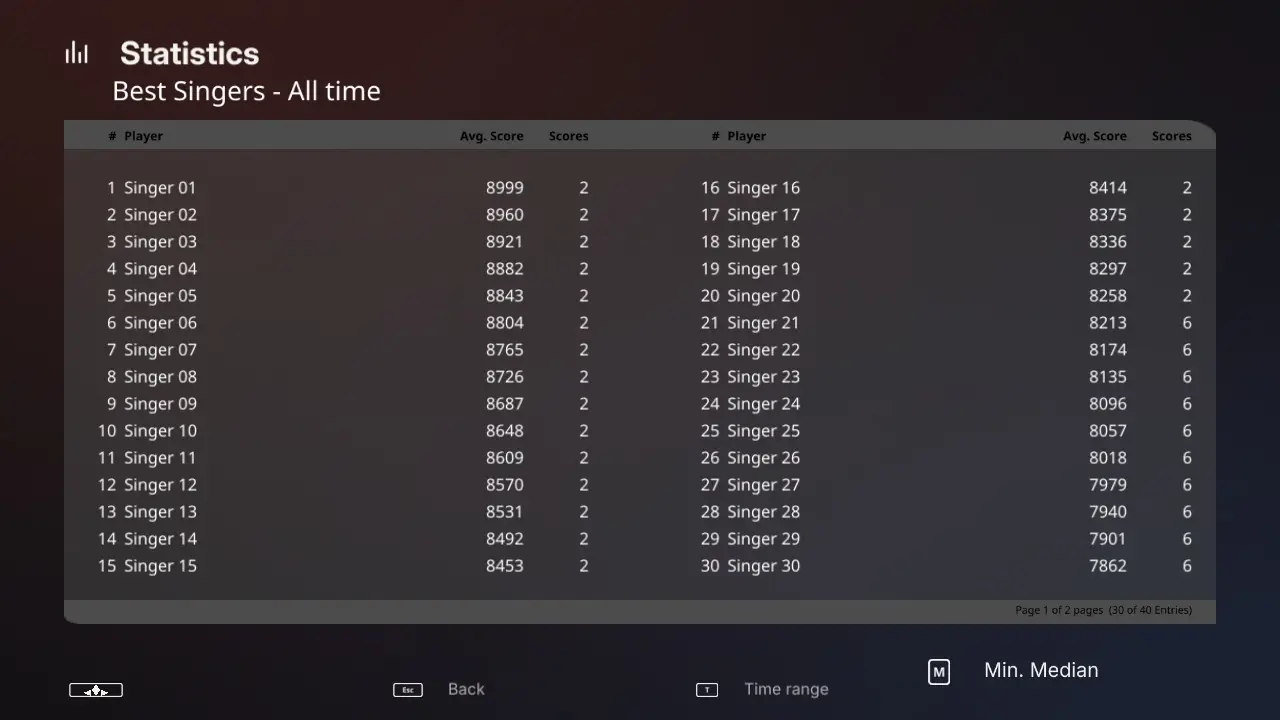 Statistics
Best Singers - All time
# Player Avg. Score Scores # Player Avg. Score Scores
1 Singer 01 8999 2 16 Singer 16 8414 2
2 Singer 02 8960 2 17 Singer 17 8375 2
3 Singer 03 8921 2 18 Singer 18 8336 2
4 Singer 04 8882 2 19 Singer 19 8297 2
5 Singer 05 8843 2 20 Singer 20 8258 2
6 Singer 06 8804 2 21 Singer 21 8213 6
7 Singer 07 8765 2 22 Singer 22 8174 6
8 Singer 08 8726 2 23 Singer 23 8135 6
9 Singer 09 8687 2 24 Singer 24 8096 6
10 Singer 10 8648 2 25 Singer 25 8057 6
11 Singer 11 8609 2 26 Singer 26 8018 6
12 Singer 12 8570 2 27 Singer 27 7979 6
13 Singer 13 8531 2 28 Singer 28 7940 6
14 Singer 14 8492 2 29 Singer 29 7901 6
15 Singer 15 8453 2 30 Singer 30 7862 6
Page 1 of 2 pages (30 of 40 Entries)
Esc Back T Time range M Min. Median